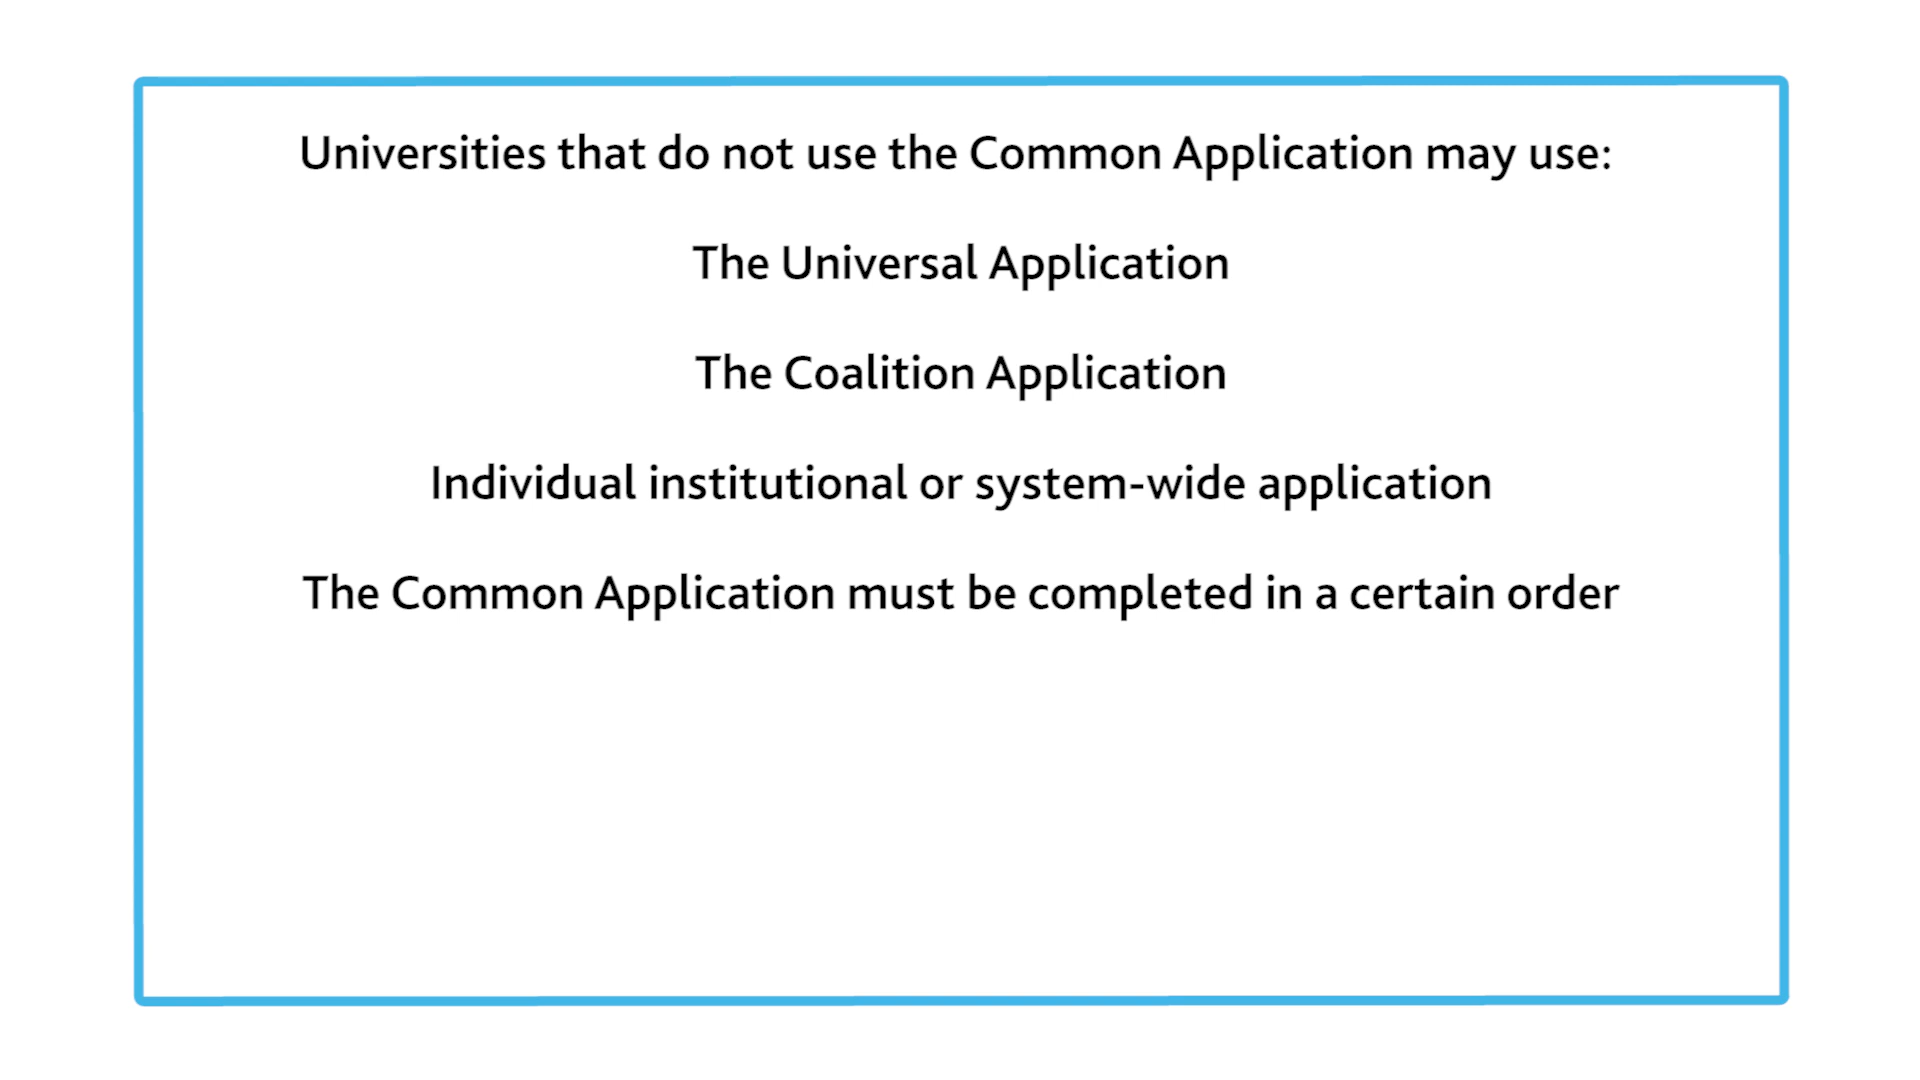 Universities that do not use the Common Application may use:
The Universal Application
The Coalition Application
Individual institutional or system-wide application
The Common Application must be completed in a certain order